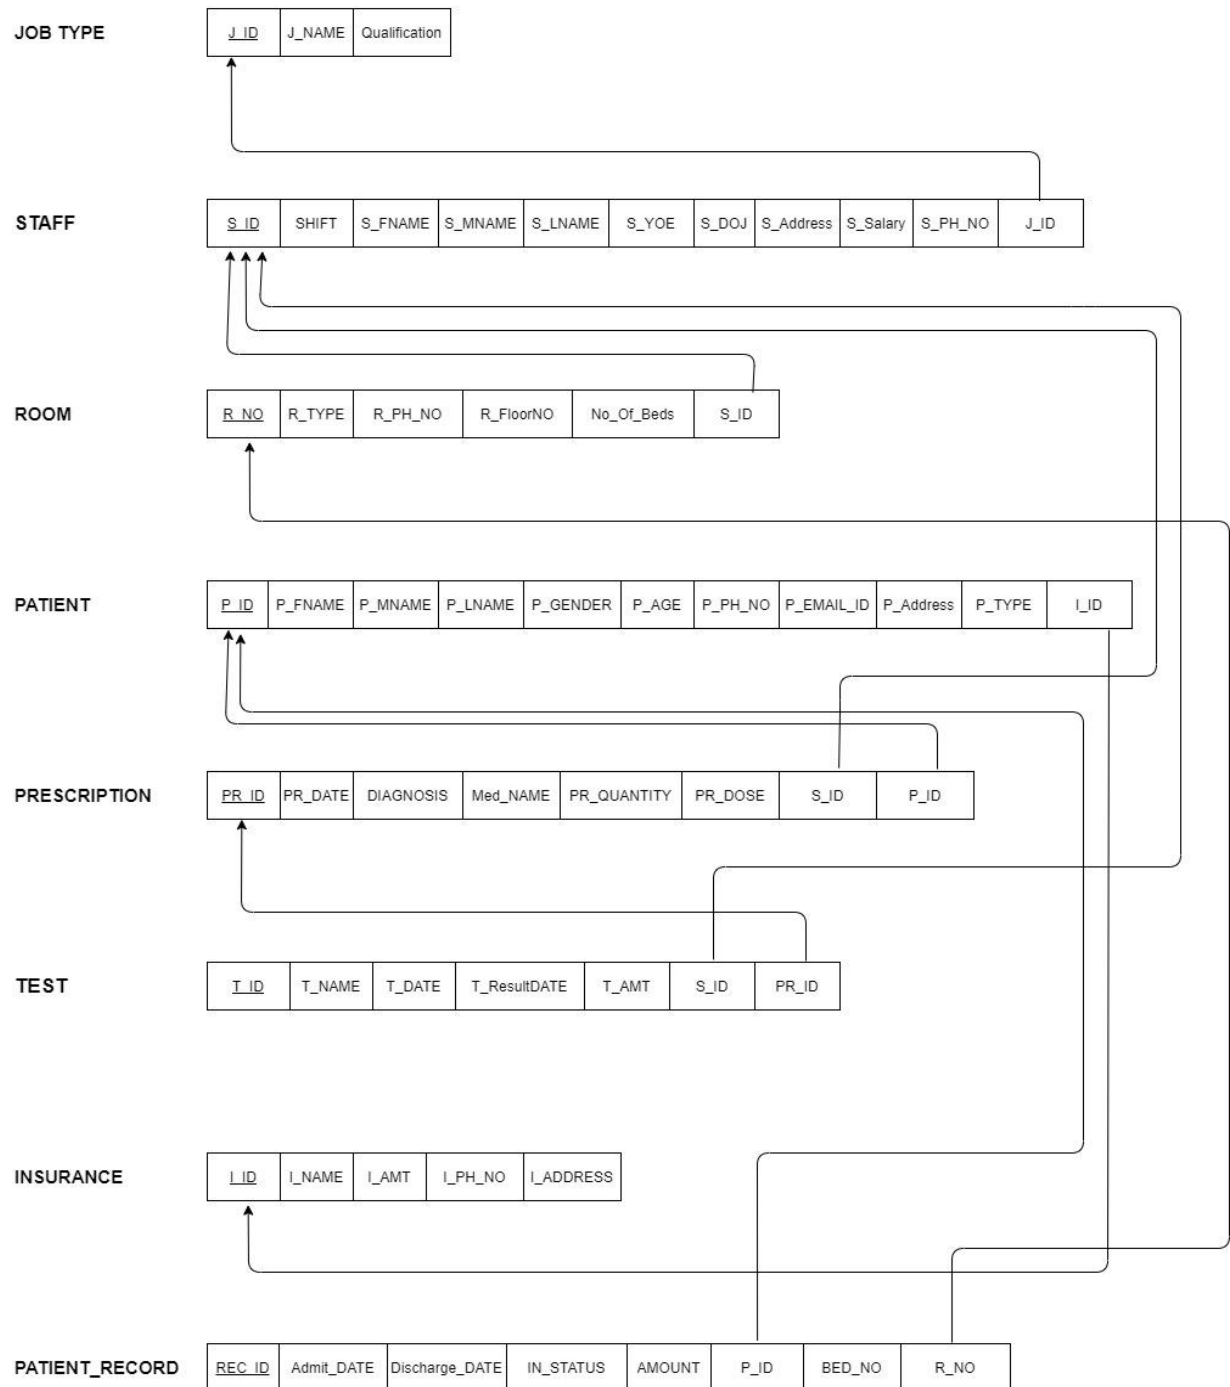 JOB TYPE J_ID J_NAME Qualification
STAFF S_ID SHIFT S_FNAME S_MNAME S_LNAME S_YOE S_DOJ S_Address S_Salary S_PH_NO J_ID
ROOM R_NO R_TYPE R_PH_NO R_FloorNO No_Of_Beds S_ID
PATIENT P_ID P_FNAME P_MNAME P_LNAME P_GENDER P_AGE P_PH_NO P_EMAIL_ID P_Address P_TYPE I_ID
PRESCRIPTION PR_ID PR_DATE DIAGNOSIS Med_NAME PR_QUANTITY PR_DOSE S_ID P_ID
TEST T_ID T_NAME T_DATE T_ResultDATE T_AMT S_ID PR_ID
INSURANCE I_ID I_NAME I_AMT I_PH_NO I_ADDRESS
PATIENT_RECORD REC_ID Admit_DATE Discharge_DATE IN_STATUS AMOUNT P_ID BED_NO R_NO